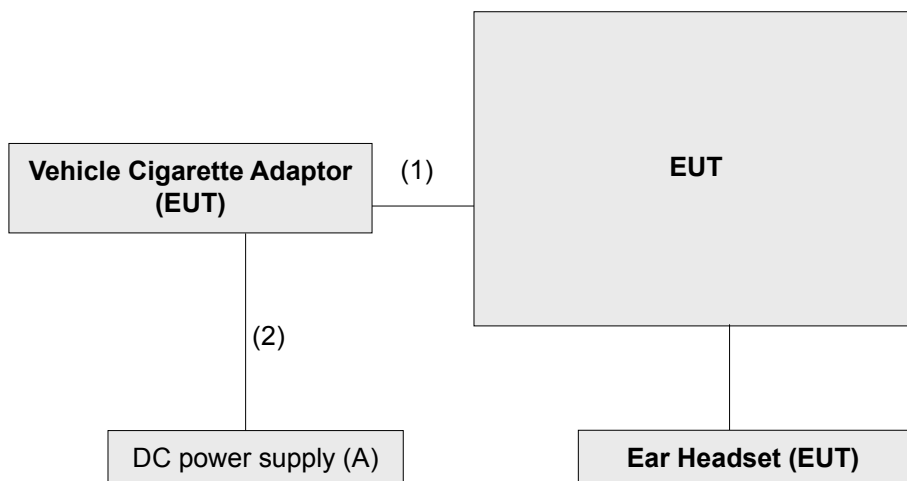 EUT
Vehicle Cigarette Adaptor
(EUT)
(1)
(2)
DC power supply (A)
Ear Headset (EUT)